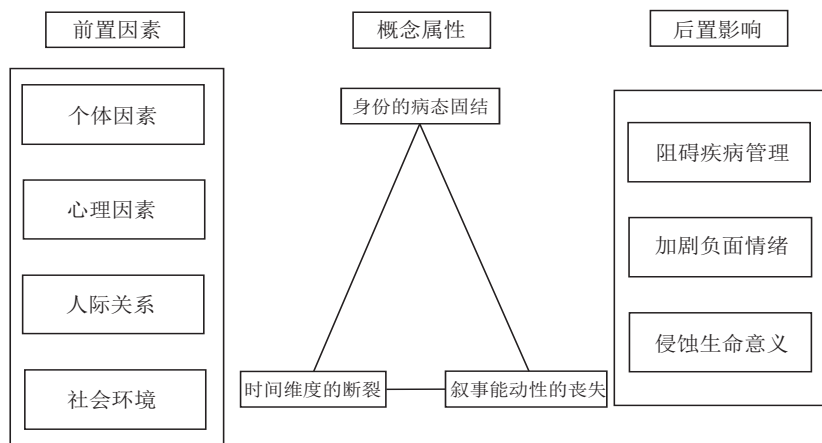 前置因素
个体因素
心理因素
人际关系
社会环境
概念属性
身份的病态固结
时间维度的断裂
叙事能动性的丧失
后置影响
阻碍疾病管理
加剧负面情绪
侵蚀生命意义